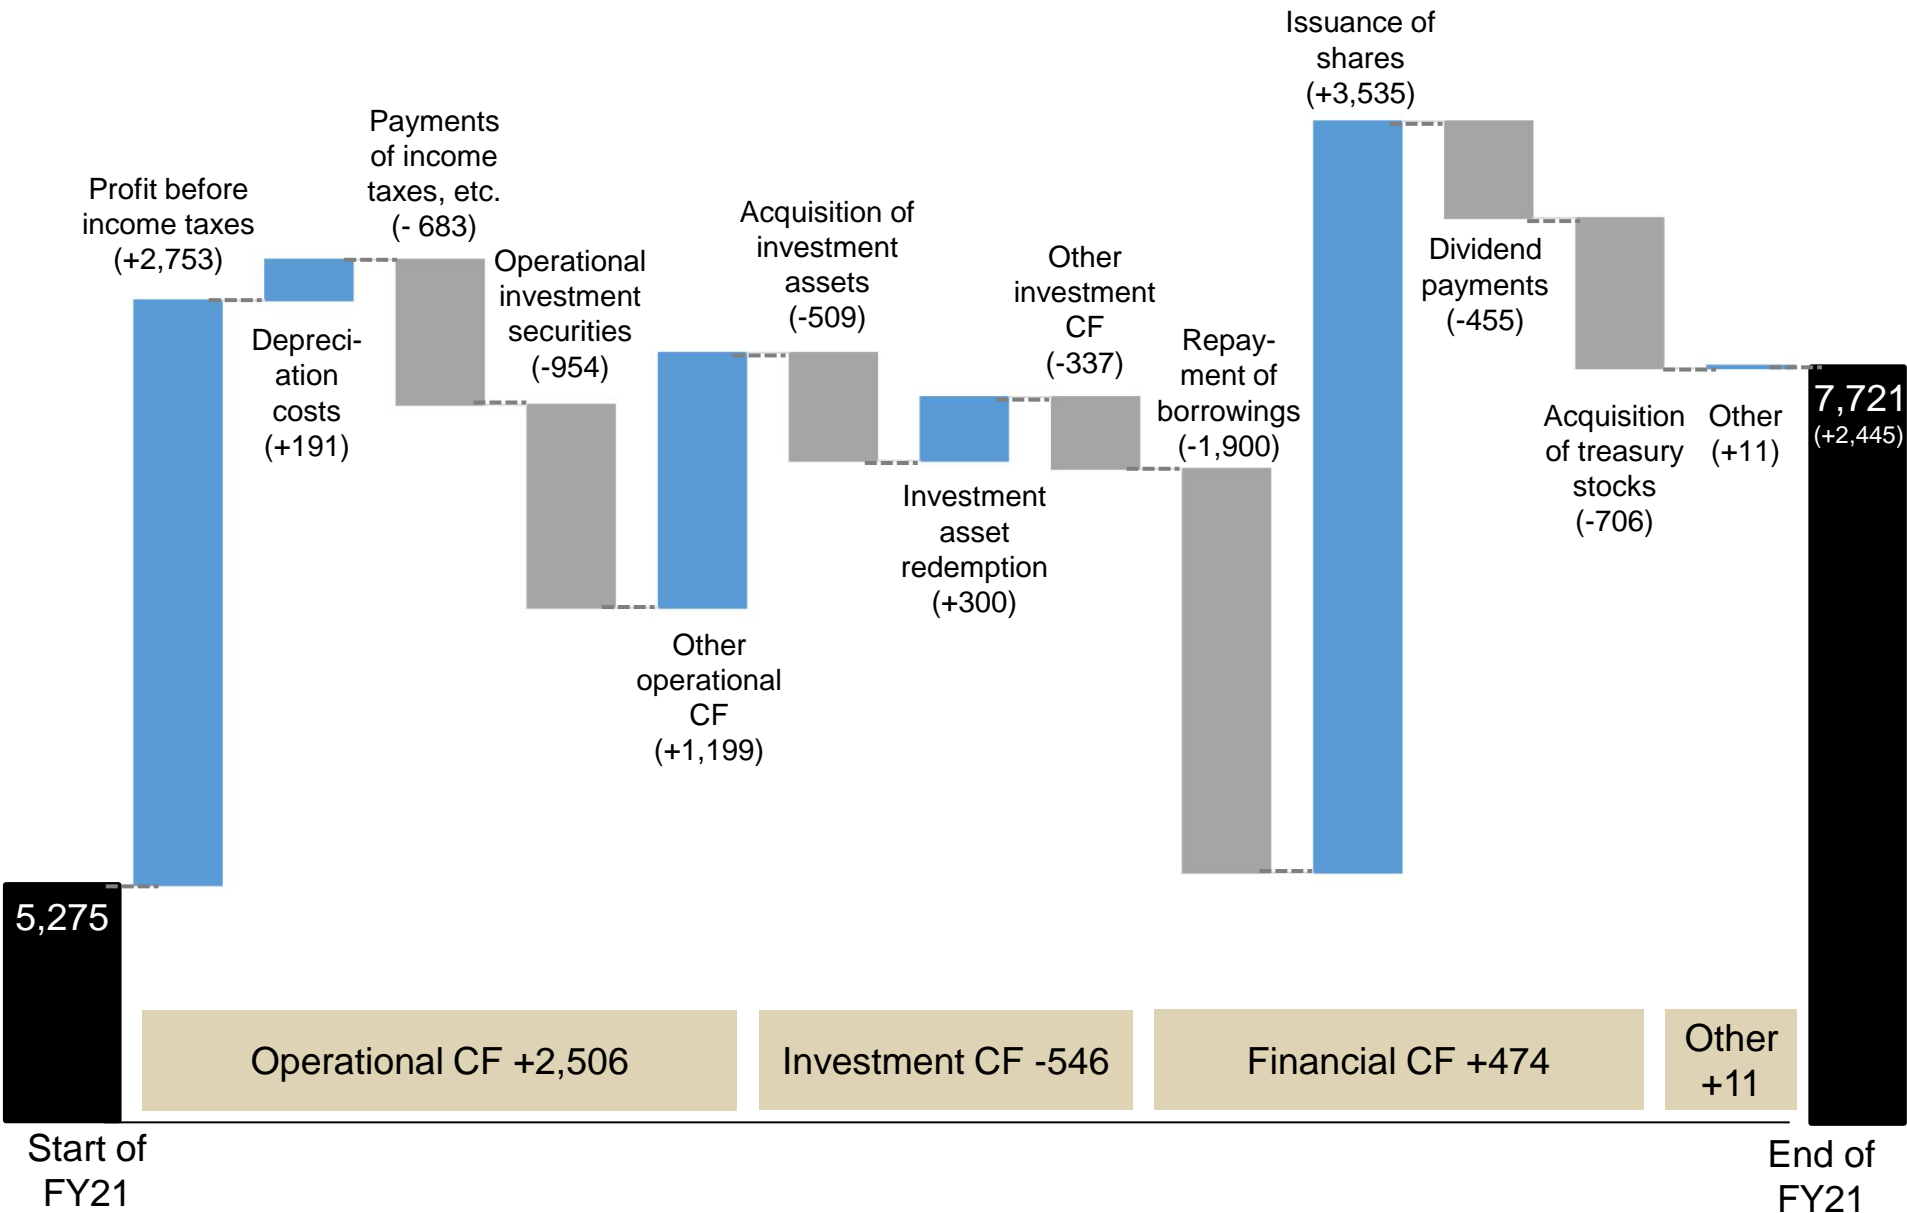 Issuance of
shares
(+3,535)
Payments
of income
taxes, etc.
(- 683)
Profit before
income taxes
(+2,753)
Acquisition of
investment
assets
(-509)
Operational
investment
securities
(-954)
Other
investment
CF
(-337)
Dividend
payments
(-455)
Depreci-
ation
costs
(+191)
Repay-
ment of
borrowings
(-1,900)
7,721
(+2,445)
Acquisition
of treasury
stocks
(-706)
Other
(+11)
Investment
asset
redemption
(+300)
Other
operational
CF
(+1,199)
5,275
Operational CF +2,506
Investment CF -546
Financial CF +474
Other
+11
Start of
FY21
End of
FY21